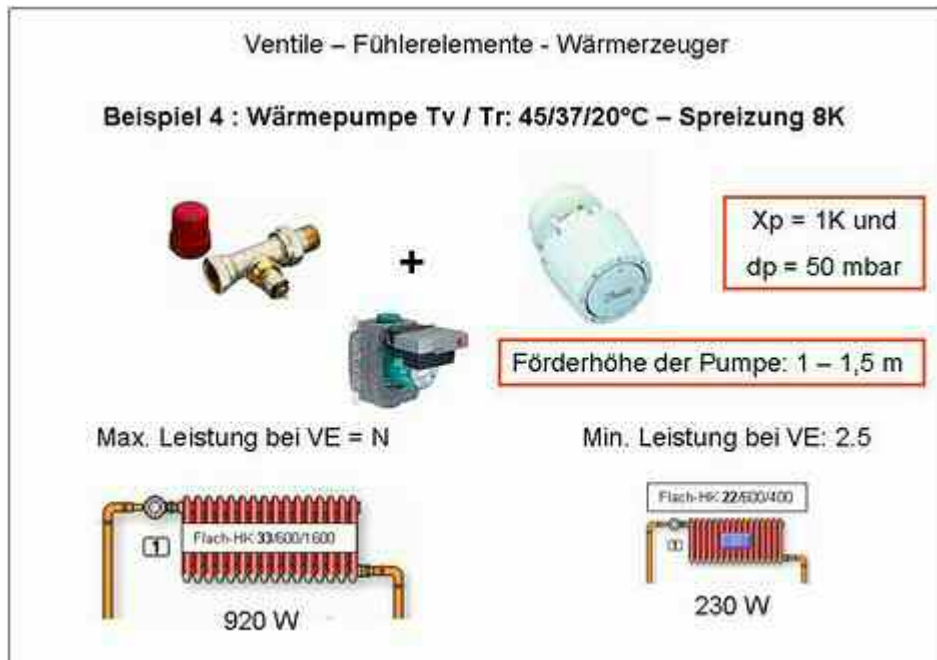 Ventile – Fühlerelemente - Wärmerzeuger
Beispiel 4 : Wärmepumpe Tv / Tr: 45/37/20°C – Spreizung 8K
Xp = 1K und
dp = 50 mbar
+
Förderhöhe der Pumpe: 1 – 1,5 m
Max. Leistung bei VE = N
Min. Leistung bei VE: 2.5
Flach-HK 33/600/1600
1
920 W
Flach-HK 22/600/400
1
230 W